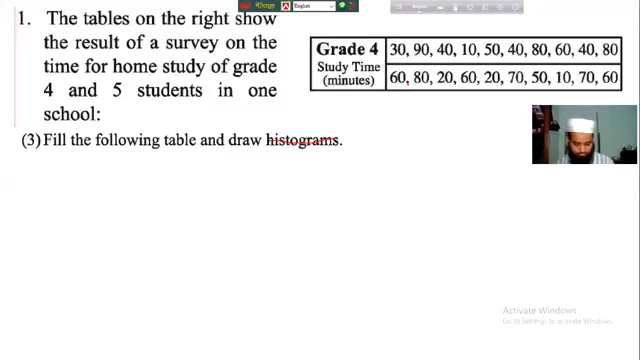 English
1. The tables on the right show
the result of a survey on the
time for home study of grade
4 and 5 students in one
school:
Grade 4
Study Time
(minutes)
30, 90, 40, 10, 50, 40, 80, 60, 40, 80
60, 80, 20, 60, 20, 70, 50, 10, 70, 60
(3) Fill the following table and draw histograms.
Activate Windows
Go to Settings to activate Windows.